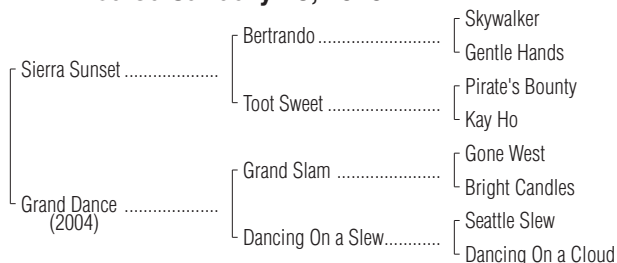 Skywalker
Bertrando ........................
Gentle Hands
Sierra Sunset ...................
Pirate's Bounty
Toot Sweet ......................
Kay Ho
Gone West
Grand Slam .....................
Bright Candles
Grand Dance ...................
(2004)
Seattle Slew
Dancing On a Slew............
Dancing On a Cloud